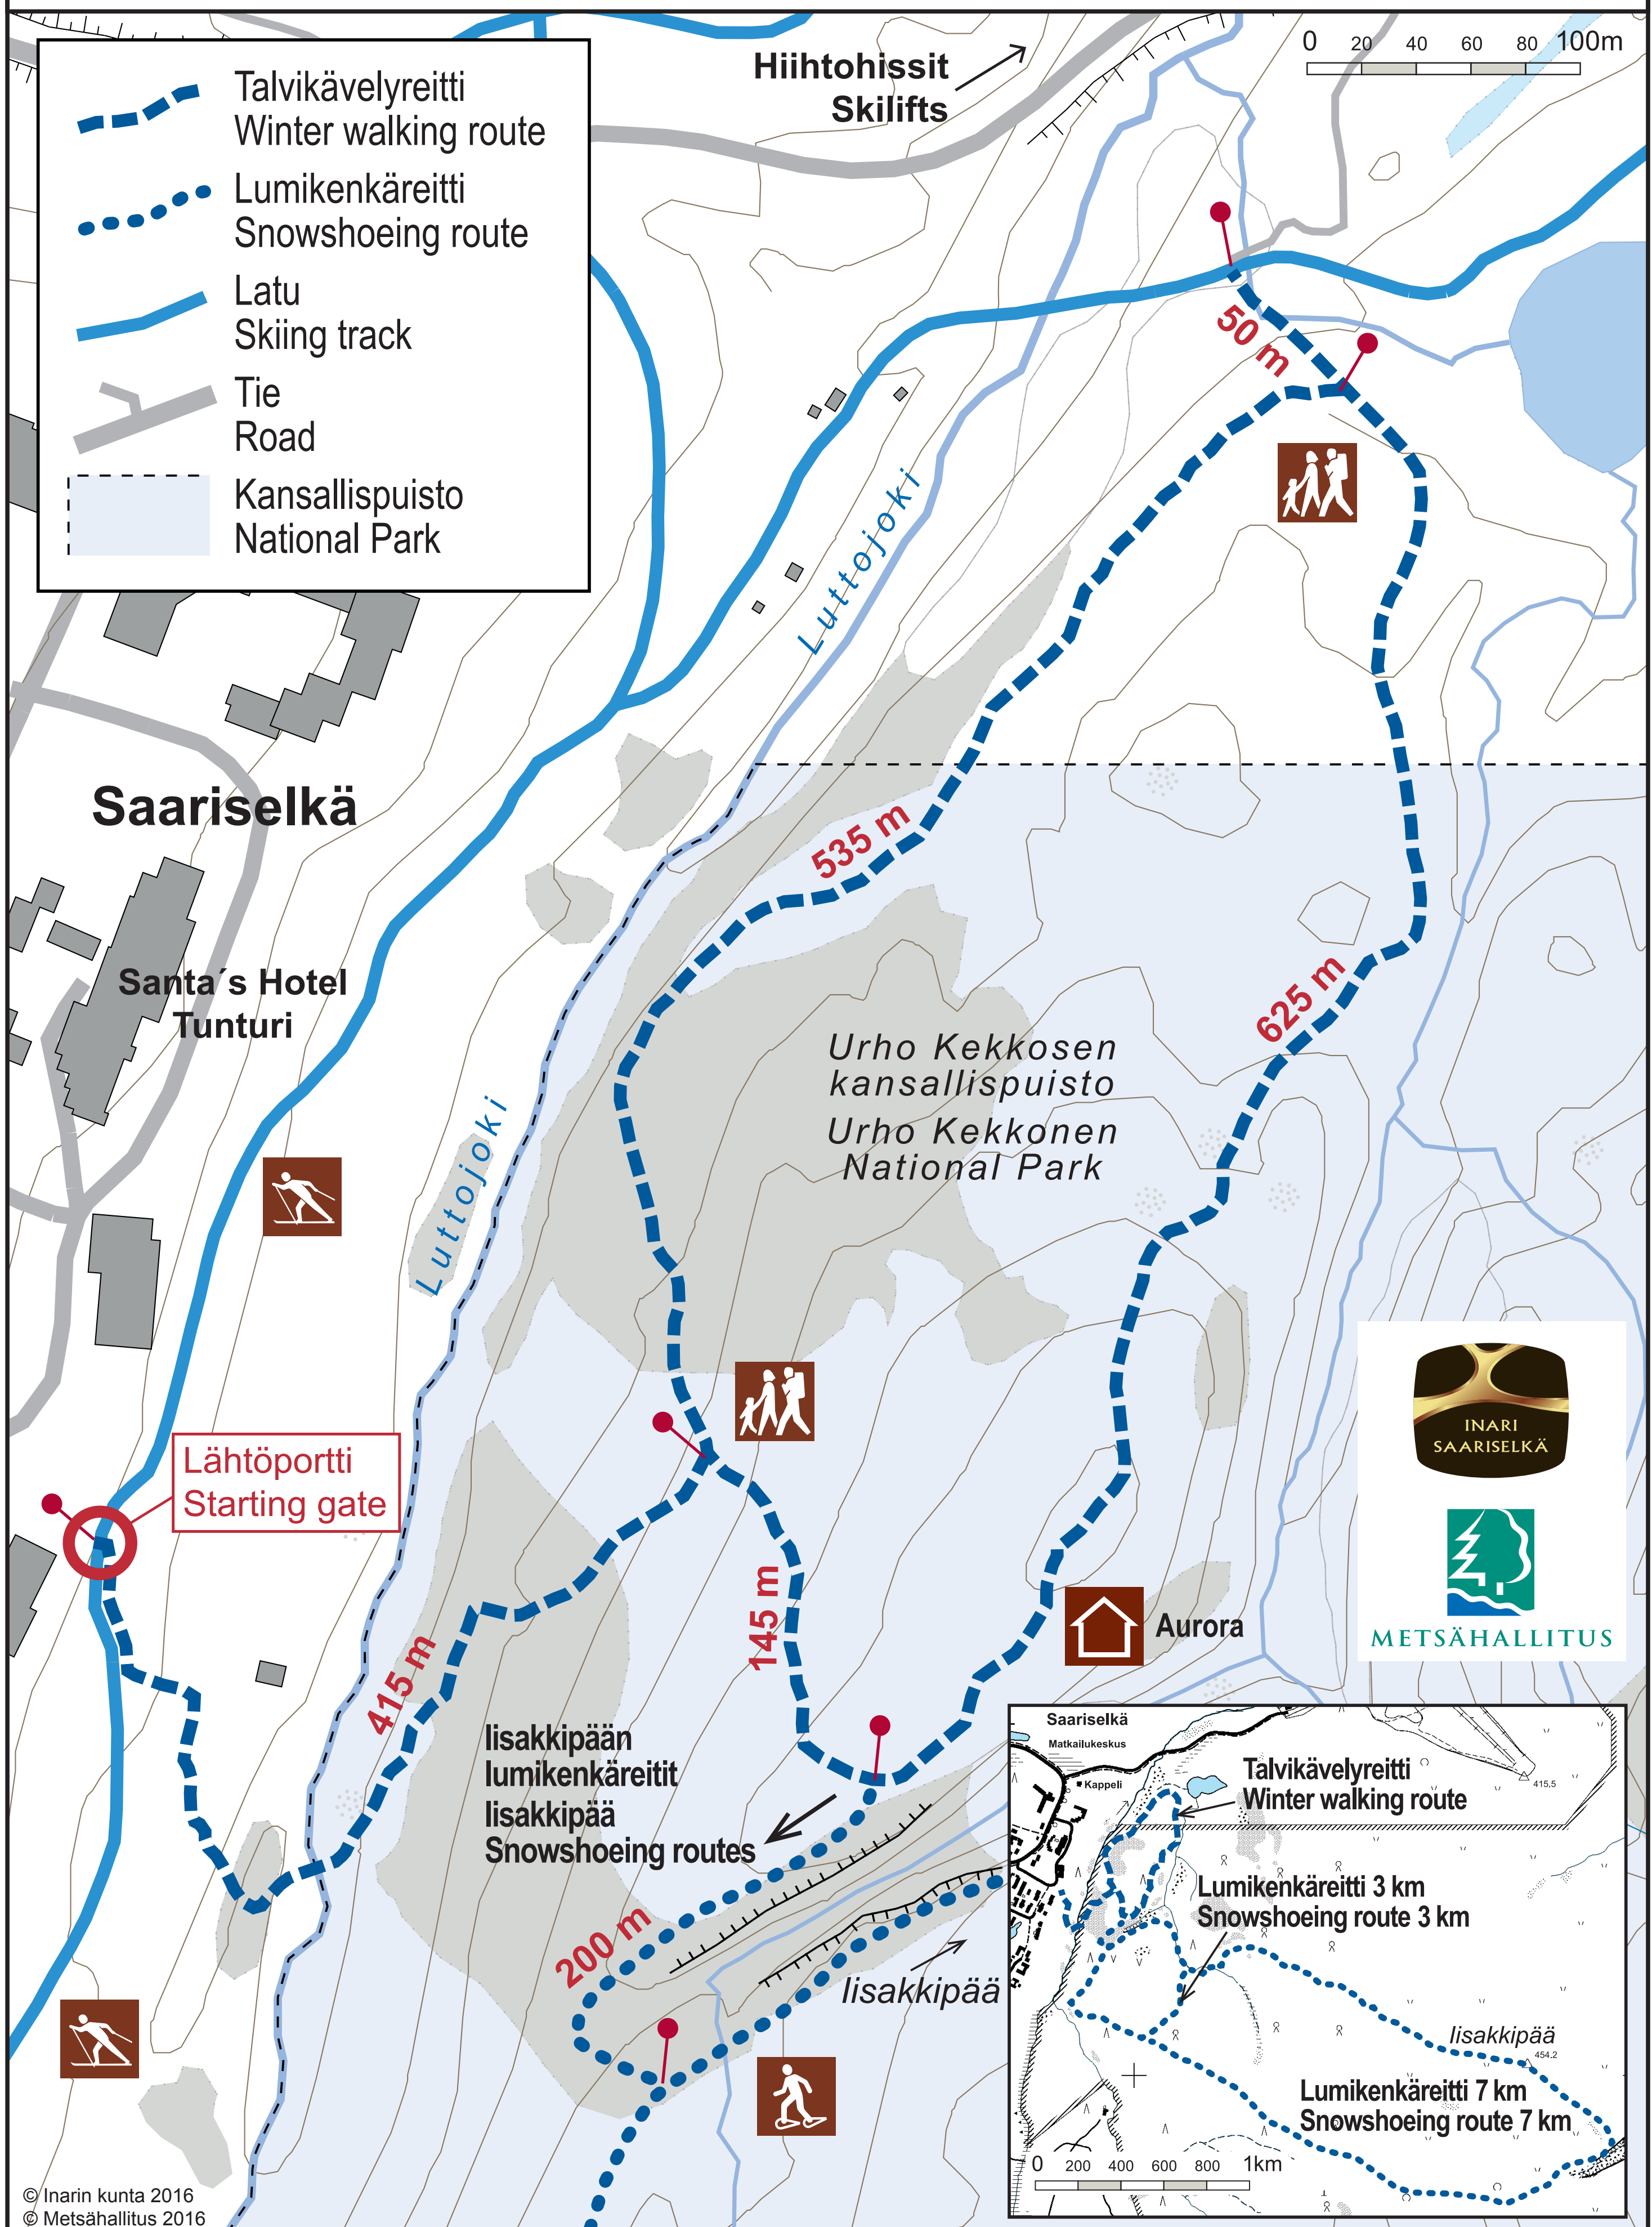 Talvikävelyreitti
Winter walking route
Lumikenkäreitti
Snowshoeing route
Latu
Skiing track
Tie
Road
Kansallispuisto
National Park
Hiihtohissit
Skilifts
0 20 40 60 80 100m
50 m
Luttojoki
Saariselkä
535 m
Santa´s Hotel
Tunturi
625 m
Urho Kekkosen
kansallispuisto
Urho Kekkonen
National Park
Luttojoki
INARI
SAARISELKÄ
Lähtöportti
Starting gate
METSÄHALLITUS
145 m
Aurora
415 m
Iisakkipään
lumikenkäreitit
Iisakkipää
Snowshoeing routes
200 m
Iisakkipää
Saariselkä
Matkailukeskus
Kappeli
415,5
Talvikävelyreitti
Winter walking route
Lumikenkäreitti 3 km
Snowshoeing route 3 km
Iisakkipää
454.2
Lumikenkäreitti 7 km
Snowshoeing route 7 km
0 200 400 600 800 1km
© Inarin kunta 2016
© Metsähallitus 2016